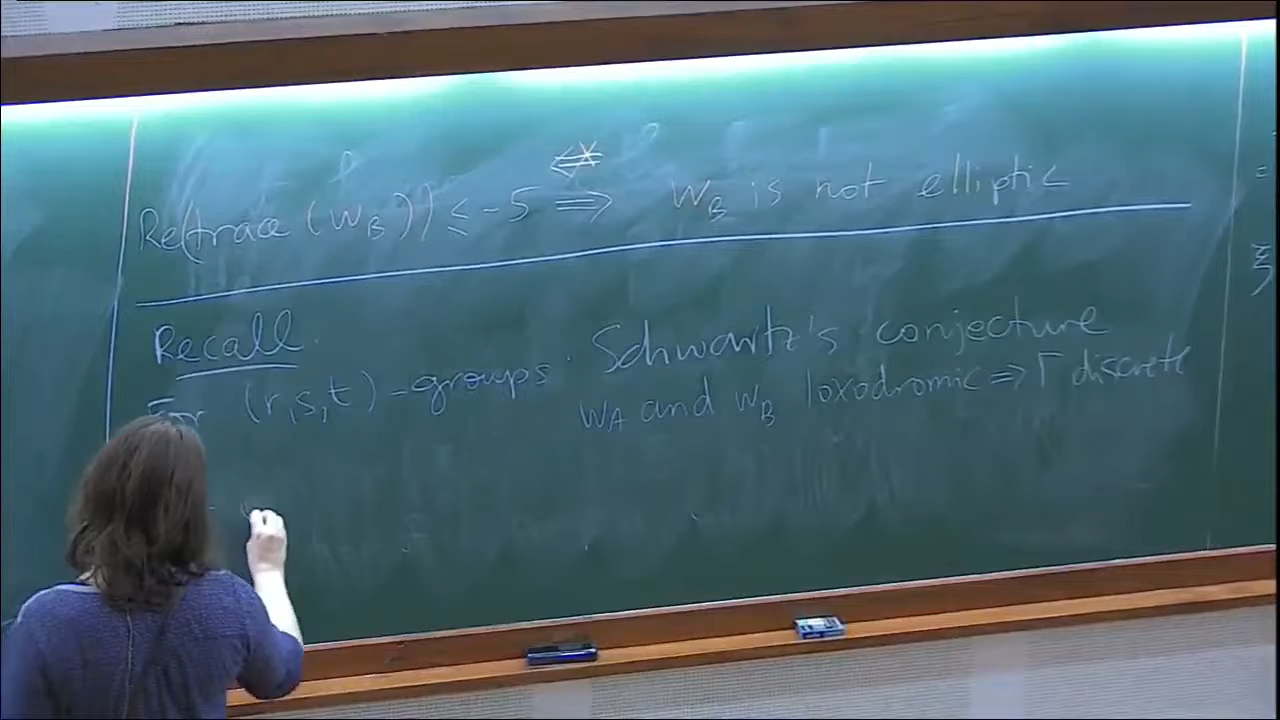 Re(trace (W_B)) ≤ -5 ⇒ W_B is not elliptic
Recall
For (r,s,t)-groups. Schwartz's conjecture
W_A and W_B loxodromic ⇒ Γ discrete